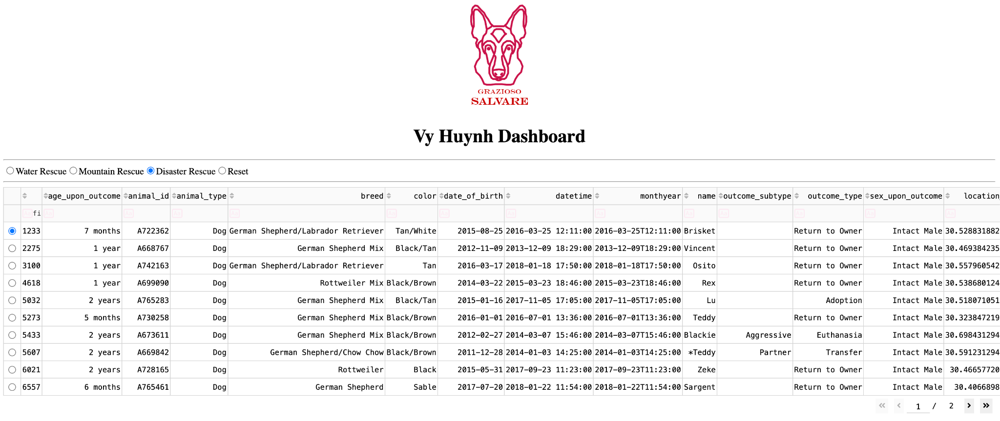 GRAZIOSO
SALVARE
Vy Huynh Dashboard
Water Rescue Mountain Rescue Disaster Rescue Reset
age_upon_outcome animal_id animal_type breed color date_of_birth datetime monthyear name outcome_subtype outcome_type sex_upon_outcome location_
Aa fi Aa Aa Aa Aa Aa Aa Aa Aa Aa Aa Aa Aa Aa
1233 7 months A722362 Dog German Shepherd/Labrador Retriever Tan/White 2015-08-25 2016-03-25 12:11:00 2016-03-25T12:11:00 Brisket Return to Owner Intact Male 30.528831882
2275 1 year A668767 Dog German Shepherd Mix Black/Tan 2012-11-09 2013-12-09 18:29:00 2013-12-09T18:29:00 Vincent Return to Owner Intact Male 30.469384235
3100 1 year A742163 Dog German Shepherd/Labrador Retriever Tan 2016-03-17 2018-01-18 17:50:00 2018-01-18T17:50:00 Osito Return to Owner Intact Male 30.557960542
4618 1 year A699090 Dog Rottweiler Mix Black/Brown 2014-03-22 2015-03-23 18:46:00 2015-03-23T18:46:00 Rex Return to Owner Intact Male 30.538680124
5032 2 years A765283 Dog German Shepherd Mix Black/Tan 2015-01-16 2017-11-05 17:05:00 2017-11-05T17:05:00 Lu Adoption Intact Male 30.518071051
5273 5 months A730258 Dog German Shepherd Mix Black/Brown 2016-01-01 2016-07-01 13:36:00 2016-07-01T13:36:00 Teddy Return to Owner Intact Male 30.323847219
5433 2 years A673611 Dog German Shepherd Mix Black/Brown 2012-02-27 2014-03-07 15:46:00 2014-03-07T15:46:00 Blackie Aggressive Euthanasia Intact Male 30.698431294
5607 2 years A669842 Dog German Shepherd/Chow Chow Black/Brown 2011-12-28 2014-01-03 14:25:00 2014-01-03T14:25:00 *Teddy Partner Transfer Intact Male 30.591231294
6021 2 years A728165 Dog Rottweiler Black 2015-05-31 2017-09-23 11:23:00 2017-09-23T11:23:00 Zeke Return to Owner Intact Male 30.46657720
6557 6 months A765461 Dog German Shepherd Sable 2017-07-20 2018-01-22 11:54:00 2018-01-22T11:54:00 Sargent Return to Owner Intact Male 30.4066898
1 / 2